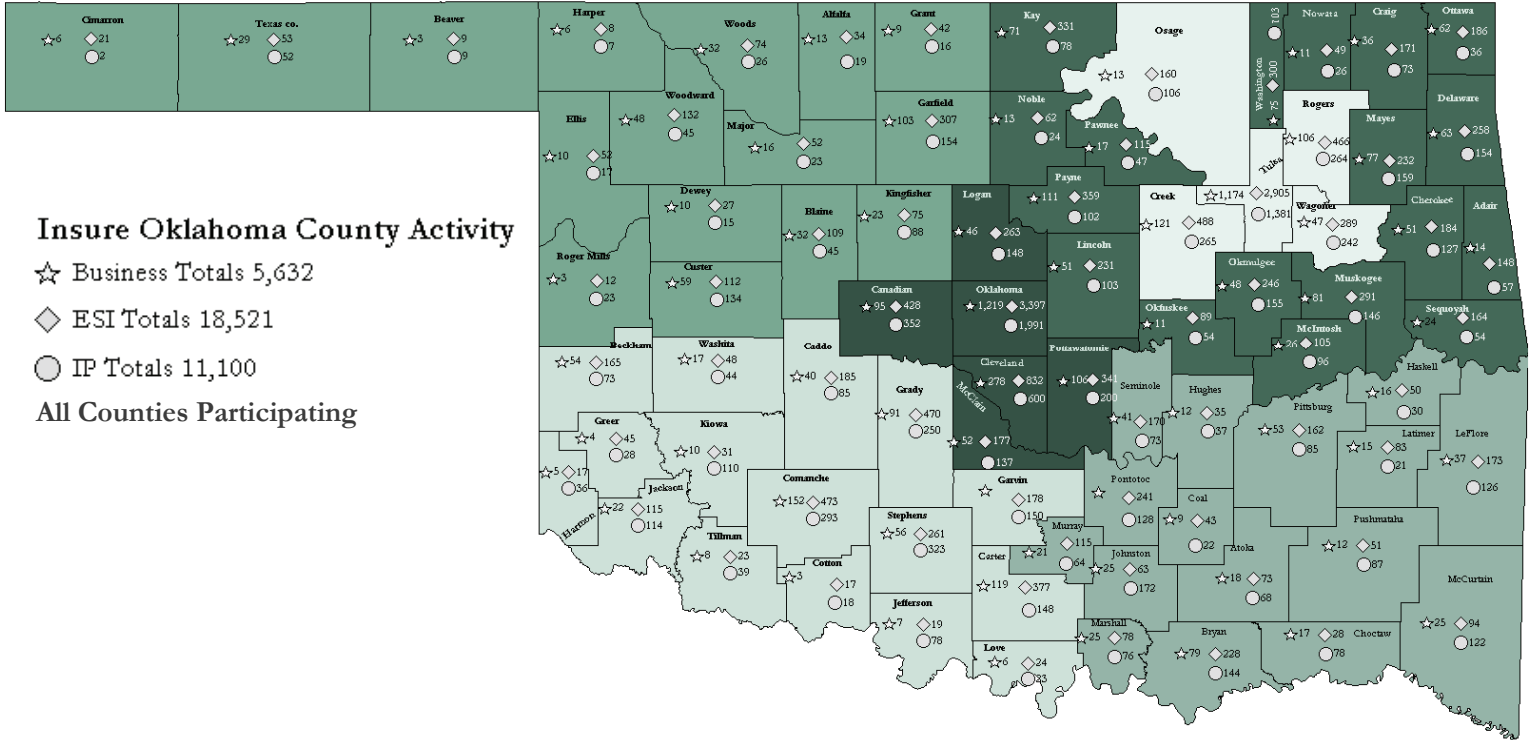 Insure Oklahoma County Activity
Business Totals 5,632
ESI Totals 18,521
IP Totals 11,100
All Counties Participating
Cimarron
6 21
2
Texas co.
29 53
52
Beaver
3 9
9
Harper
6 8
7
Woods
32 74
26
Alfalfa
13 34
19
Grant
9 42
16
Kay
71 331
78
Osage
13 160
106
Washington
75 300 103
Nowata
11 49
26
Craig
36 171
73
Ottawa
62 186
36
Ellis
10 52
17
Woodward
48 132
45
Major
16 52
23
Garfield
103 307
154
Noble
13 62
24
Pawnee
17 115
47
Rogers
106 466
264
Mayes
77 232
159
Delaware
63 258
154
Roger Mills
3 12
23
Dewey
10 27
15
Custer
59 112
134
Blaine
32 109
45
Kingfisher
23 75
88
Logan
46 263
148
Payne
111 359
102
Lincoln
51 231
103
Creek
121 488
265
Tulsa
1,174 2,905
1,381
Wagoner
47 289
242
Cherokee
51 184
127
Adair
14
148
57
Canadian
95 428
352
Oklahoma
1,219 3,397
1,991
Okfuskee
11 89
54
Okmulgee
48 246
155
Muskogee
81 291
146
McIntosh
26 105
96
Sequoyah
24 164
54
Beckham
54 165
73
Washita
17 48
44
Caddo
40 185
85
Grady
91 470
250
McClain
52 177
137
Cleveland
278 832
600
Pottawatomie
106 341
200
Seminole
41 170
73
Hughes
12 35
37
Pittsburg
53 162
85
Haskell
16 50
30
Latimer
15 83
21
LeFlore
37 173
126
Greer
4 45
28
Harmon
5 17
36
Jackson
22 115
114
Kiowa
10 31
110
Comanche
152 473
293
Tillman
8 23
39
Cotton
3 17
18
Stephens
56 261
323
Jefferson
7 19
78
Garvin
178
150
Murray
21 115
64
Carter
119 377
148
Love
6 24
23
Pontotoc
241
128
Coal
9 43
22
Johnston
25 63
172
Atoka
18 73
68
Pushmataha
12 51
87
McCurtain
25 94
122
Marshall
25 78
76
Bryan
79 228
144
Choctaw
17 28
78